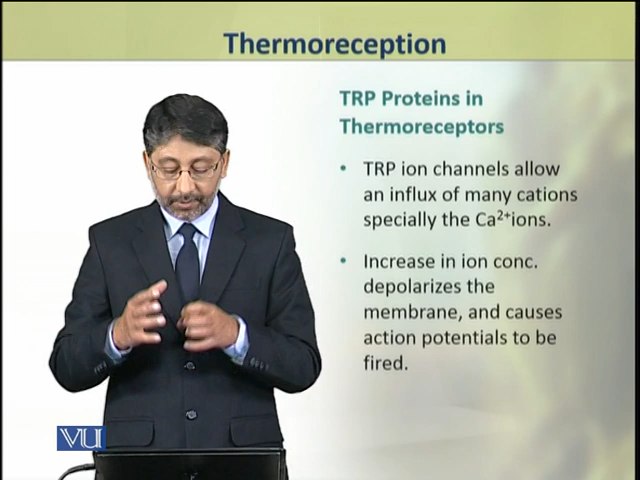 Thermoreception
TRP Proteins in
Thermoreceptors
• TRP ion channels allow
an influx of many cations
specially the Ca²⁺ions.
• Increase in ion conc.
depolarizes the
membrane, and causes
action potentials to be
fired.
VU